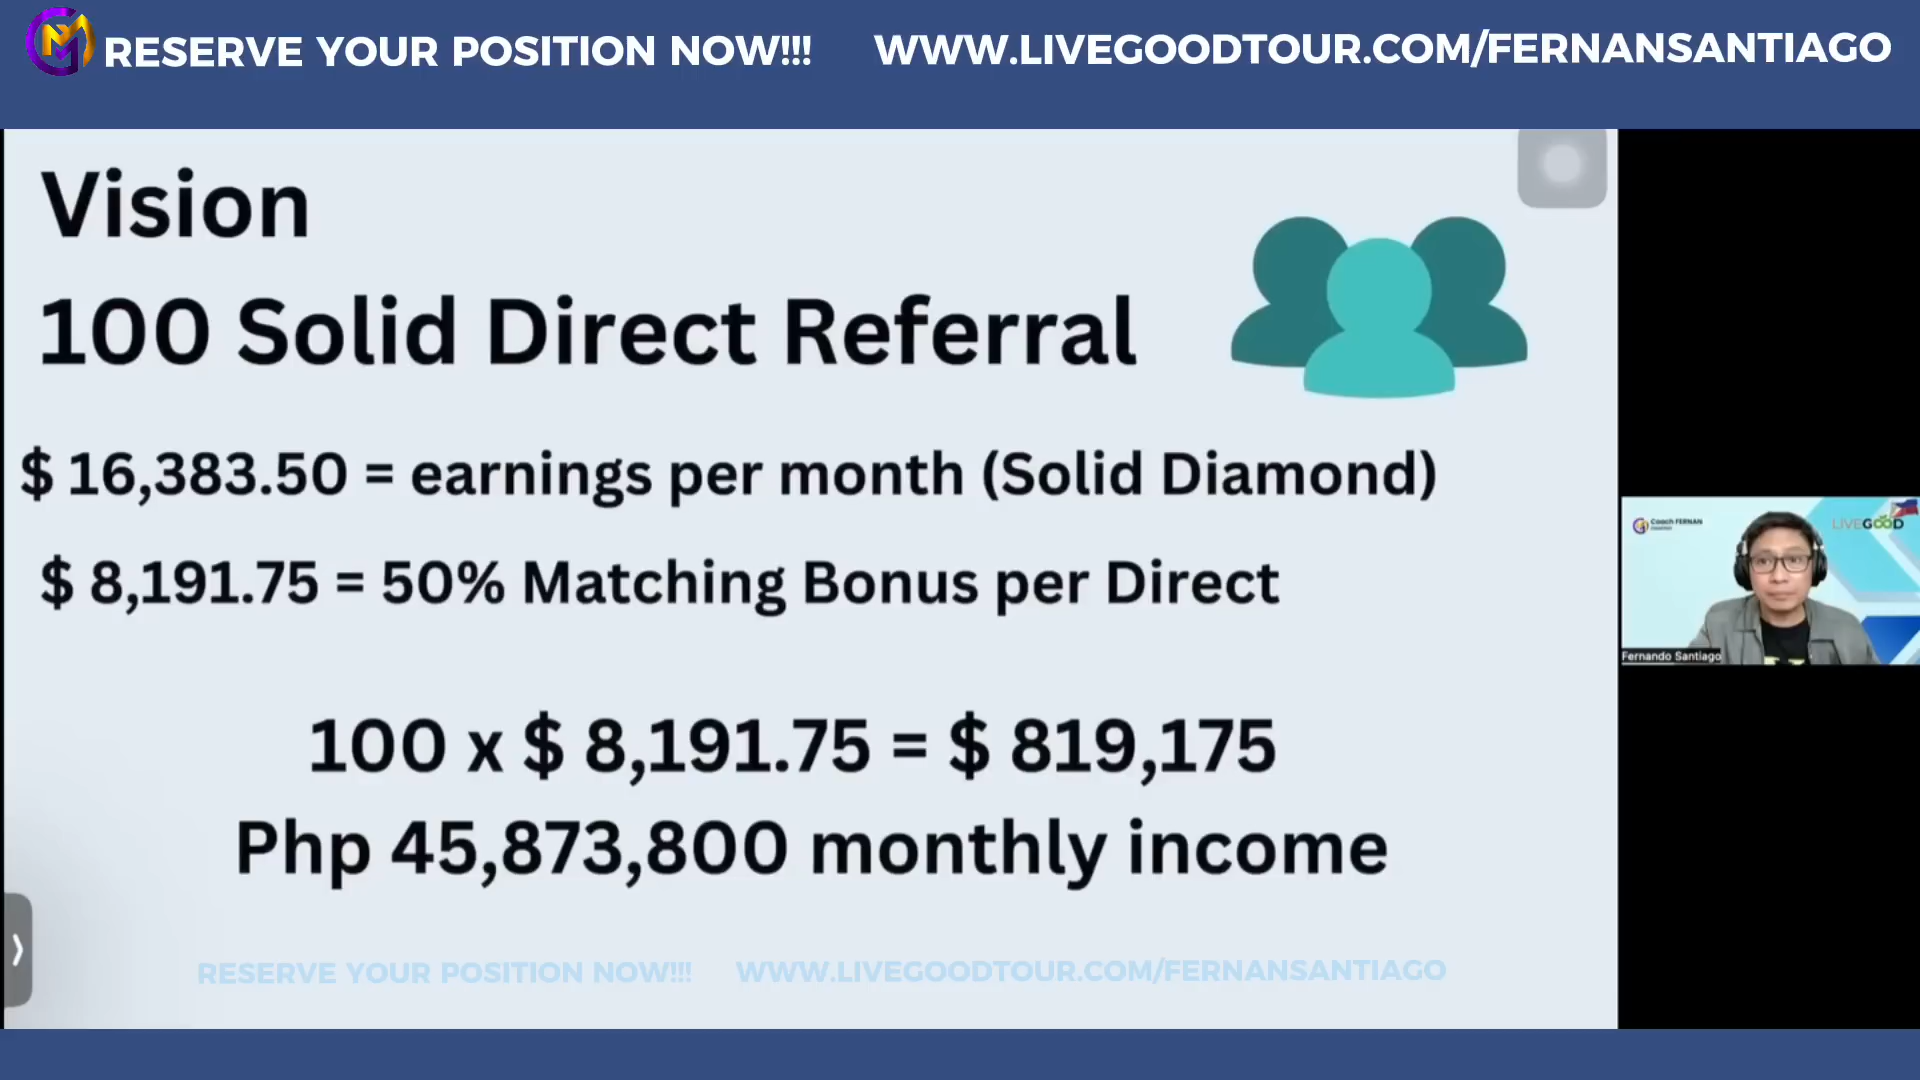 RESERVE YOUR POSITION NOW!!! WWW.LIVEGOODTOUR.COM/FERNANSANTIAGO
Vision
100 Solid Direct Referral
$ 16,383.50 = earnings per month (Solid Diamond)
$ 8,191.75 = 50% Matching Bonus per Direct
100 x $ 8,191.75 = $ 819,175
Php 45,873,800 monthly income
Coach FERNAN
LIVEGOOD
Fernando Santiago
RESERVE YOUR POSITION NOW!!! WWW.LIVEGOODTOUR.COM/FERNANSANTIAGO